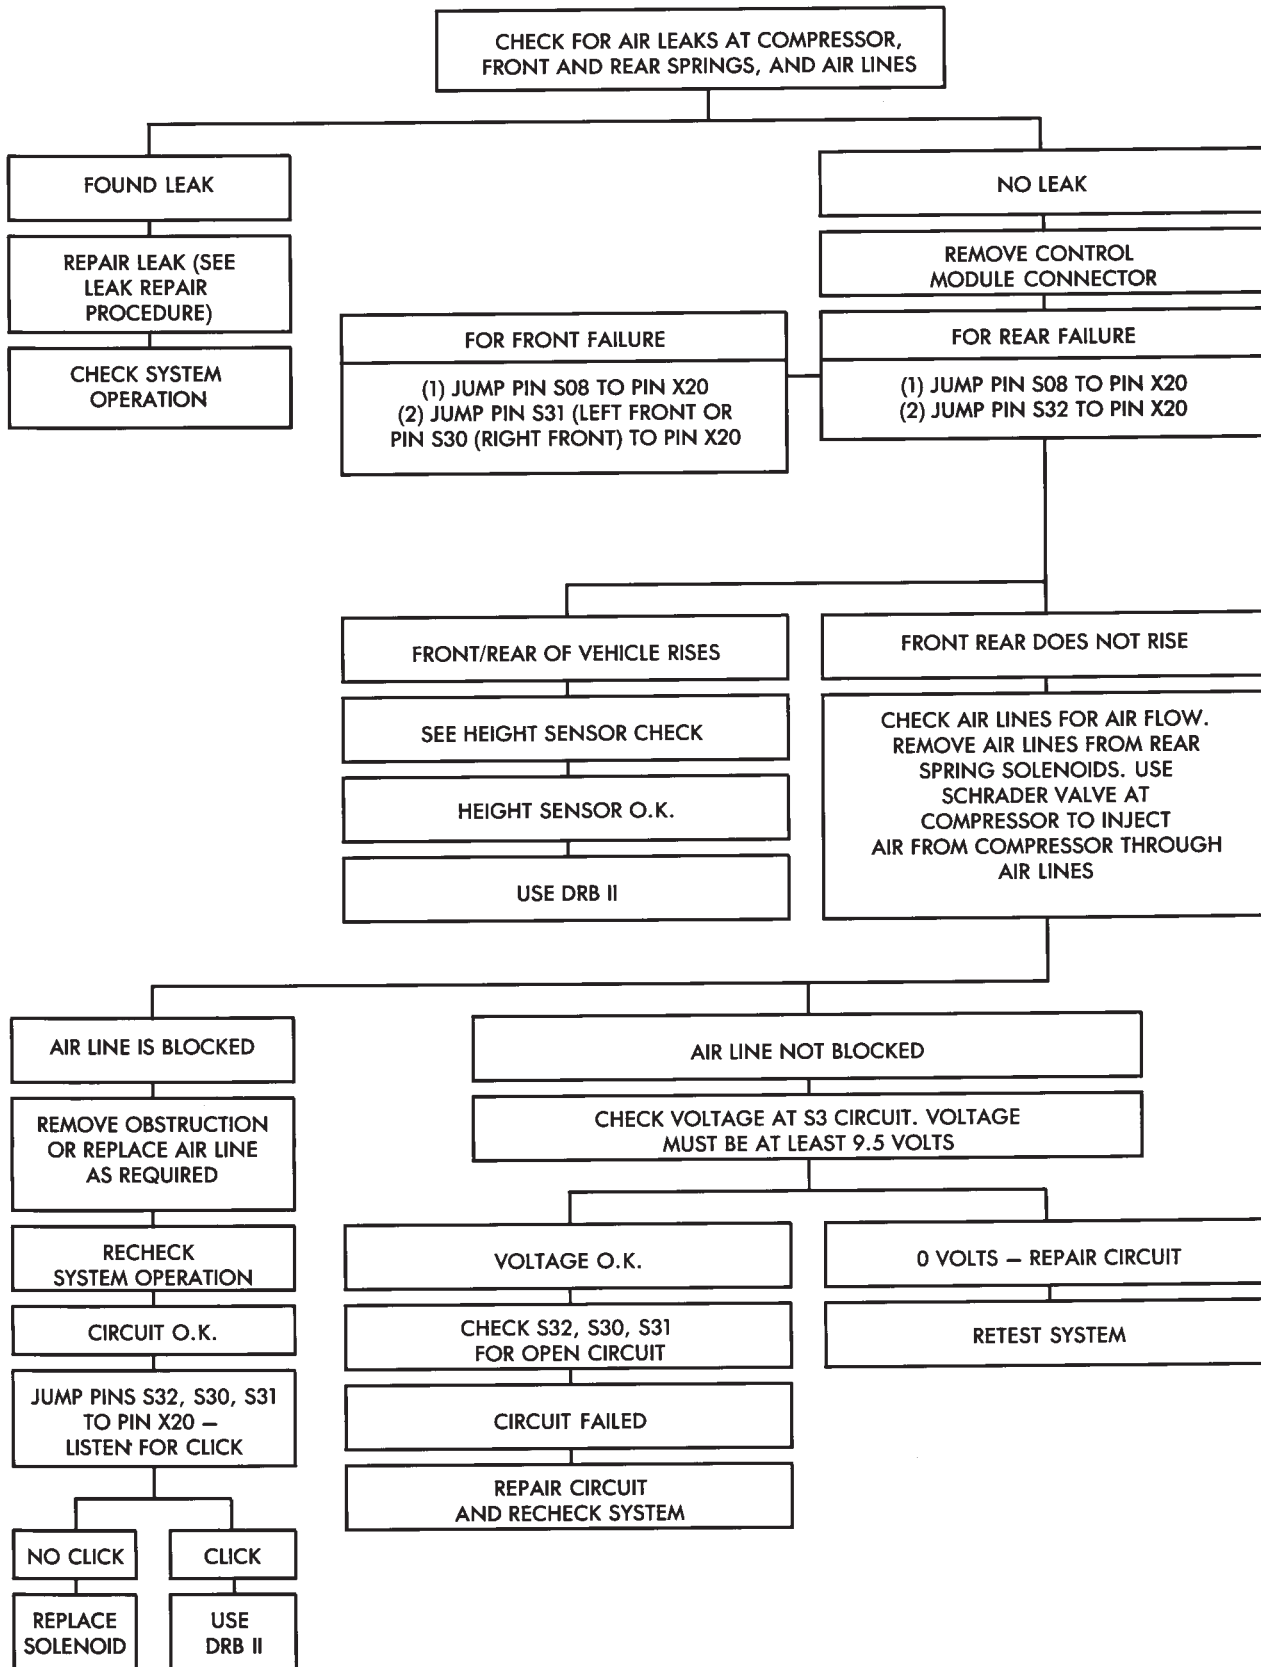 CHECK FOR AIR LEAKS AT COMPRESSOR,
FRONT AND REAR SPRINGS, AND AIR LINES
FOUND LEAK
REPAIR LEAK (SEE
LEAK REPAIR
PROCEDURE)
CHECK SYSTEM
OPERATION
NO LEAK
REMOVE CONTROL
MODULE CONNECTOR
FOR FRONT FAILURE
(1) JUMP PIN S08 TO PIN X20
(2) JUMP PIN S31 (LEFT FRONT OR
PIN S30 (RIGHT FRONT) TO PIN X20
FOR REAR FAILURE
(1) JUMP PIN S08 TO PIN X20
(2) JUMP PIN S32 TO PIN X20
FRONT/REAR OF VEHICLE RISES
SEE HEIGHT SENSOR CHECK
HEIGHT SENSOR O.K.
USE DRB II
FRONT REAR DOES NOT RISE
CHECK AIR LINES FOR AIR FLOW.
REMOVE AIR LINES FROM REAR
SPRING SOLENOIDS. USE
SCHRADER VALVE AT
COMPRESSOR TO INJECT
AIR FROM COMPRESSOR THROUGH
AIR LINES
AIR LINE IS BLOCKED
REMOVE OBSTRUCTION
OR REPLACE AIR LINE
AS REQUIRED
RECHECK
SYSTEM OPERATION
CIRCUIT O.K.
JUMP PINS S32, S30, S31
TO PIN X20 –
LISTEN FOR CLICK
NO CLICK
REPLACE
SOLENOID
CLICK
USE
DRB II
AIR LINE NOT BLOCKED
CHECK VOLTAGE AT S3 CIRCUIT. VOLTAGE
MUST BE AT LEAST 9.5 VOLTS
VOLTAGE O.K.
CHECK S32, S30, S31
FOR OPEN CIRCUIT
CIRCUIT FAILED
REPAIR CIRCUIT
AND RECHECK SYSTEM
0 VOLTS – REPAIR CIRCUIT
RETEST SYSTEM